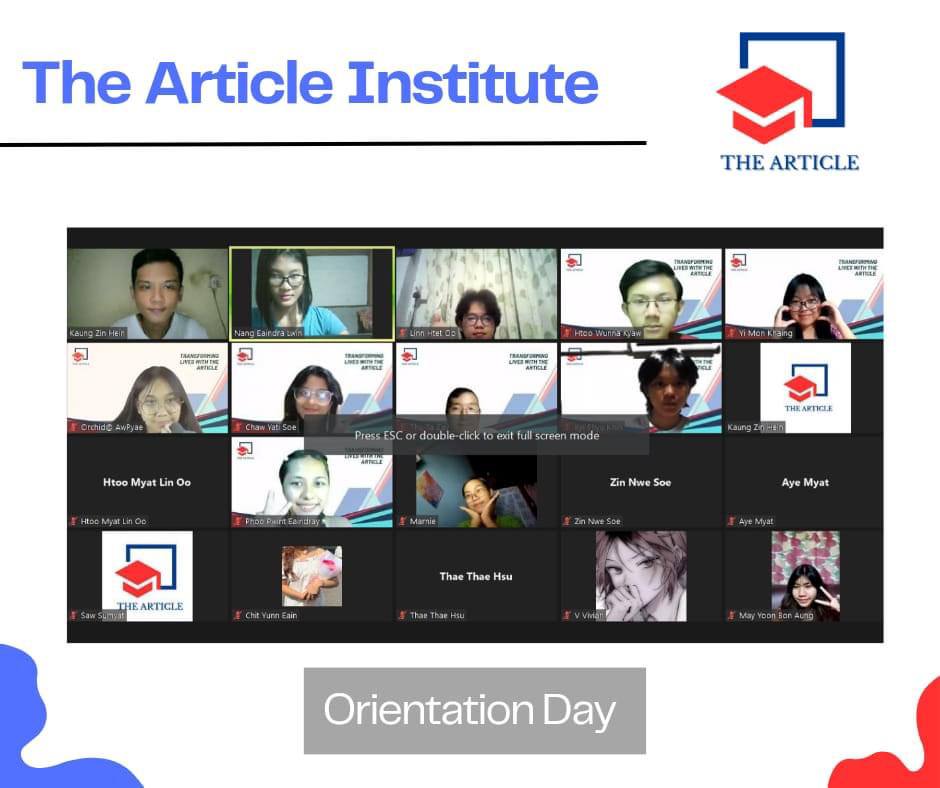 The Article Institute
THE ARTICLE
Kaung Zin Hein
Nang Eaindra Lwin
Linn Htet Oo
TRANSFORMING
LIVES WITH THE
ARTICLE
Htoo Wunna Kyaw
TRANSFORMING
LIVES WITH THE
ARTICLE
Yi Mon Khaing
TRANSFORMING
LIVES WITH THE
ARTICLE
Orchid@ AwPyae
TRANSFORMING
LIVES WITH THE
ARTICLE
Chaw Yati Soe
TRANSFORMING
LIVES WITH THE
ARTICLE
THE ARTICLE
Kaung Zin Hein
Press ESC or double-click to exit full screen mode
Htoo Myat Lin Oo
Htoo Myat Lin Oo
TRANSFORMING
LIVES WITH THE
ARTICLE
Phoo Pwint Eaindray
Marnie
Zin Nwe Soe
Zin Nwe Soe
Aye Myat
Aye Myat
THE ARTICLE
Saw Sumyat
Chit Yunn Eain
Thae Thae Hsu
Thae Thae Hsu
V Vivian
May Yoon Bon Aung
Orientation Day